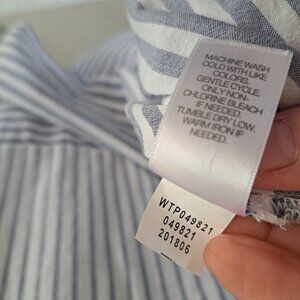 MACHINE WASH
COLD WITH LIKE
COLORS.
GENTLE CYCLE.
ONLY NON-
CHLORINE BLEACH
IF NEEDED.
TUMBLE DRY LOW.
WARM IRON IF
NEEDED.
WTP049821
049821
201806